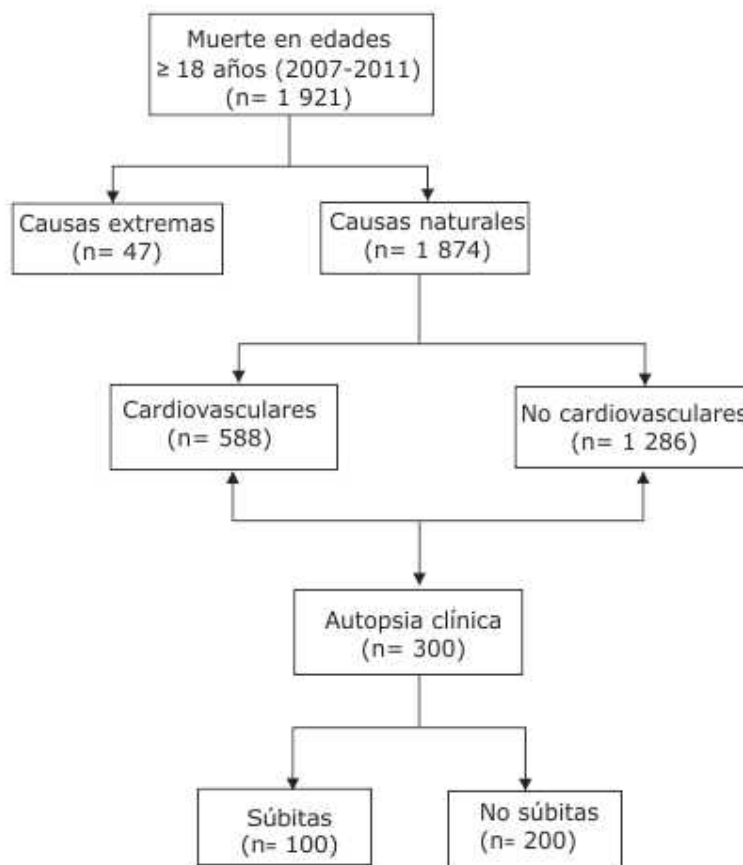 Muerte en edades
≥ 18 años (2007-2011)
(n= 1 921)
Causas extremas
(n= 47)
Causas naturales
(n= 1 874)
Cardiovasculares
(n= 588)
No cardiovasculares
(n= 1 286)
Autopsia clínica
(n= 300)
Súbitas
(n= 100)
No súbitas
(n= 200)